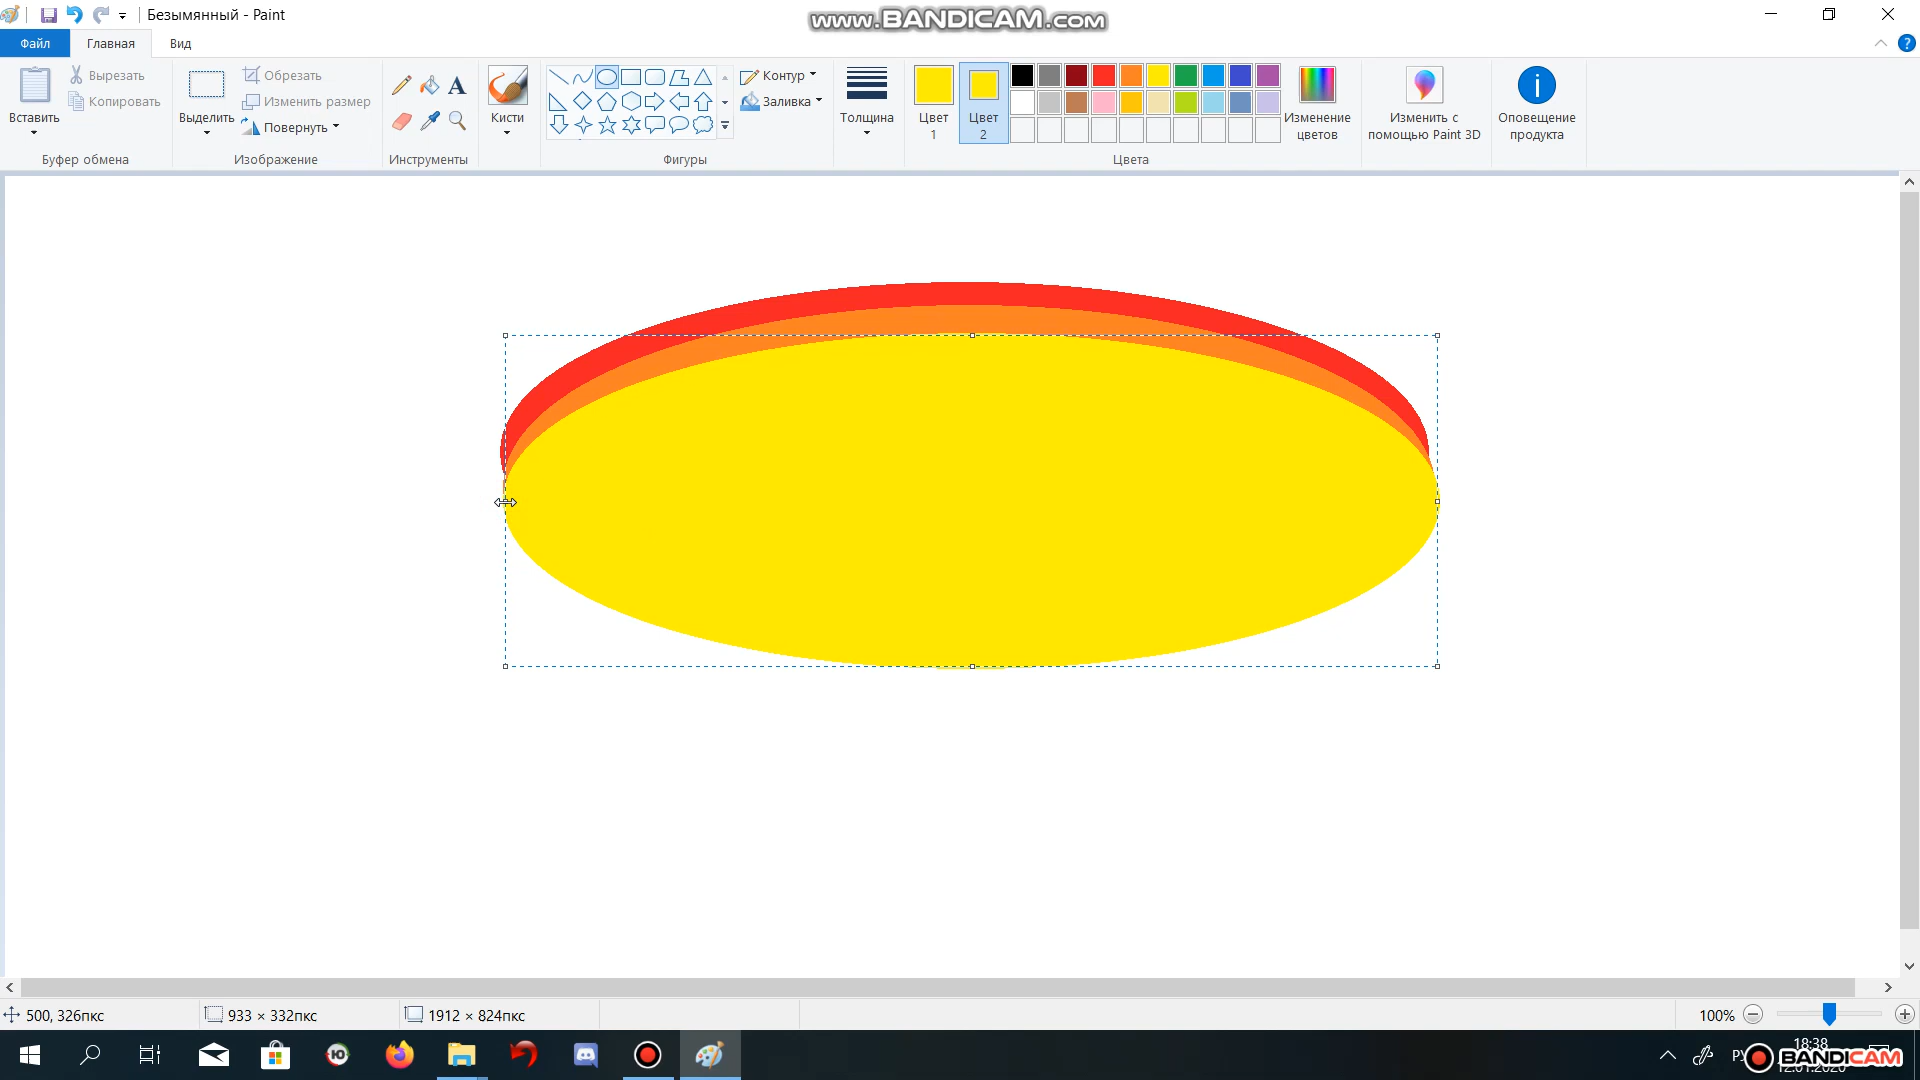 Безымянный - Paint
www.BANDICAM.com
Файл
Главная
Вид
Вставить
Вырезать
Копировать
Буфер обмена
Выделить
Обрезать
Изменить размер
Повернуть
Изображение
A
Инструменты
Кисти
Контур
Заливка
Фигуры
Толщина
Цвет
1
Цвет
2
Изменение
цветов
Цвета
Изменить с
помощью Paint 3D
Оповещение
продукта
500, 326пкс
933 × 332пкс
1912 × 824пкс
100%
Ю
18:38
BANDICAM